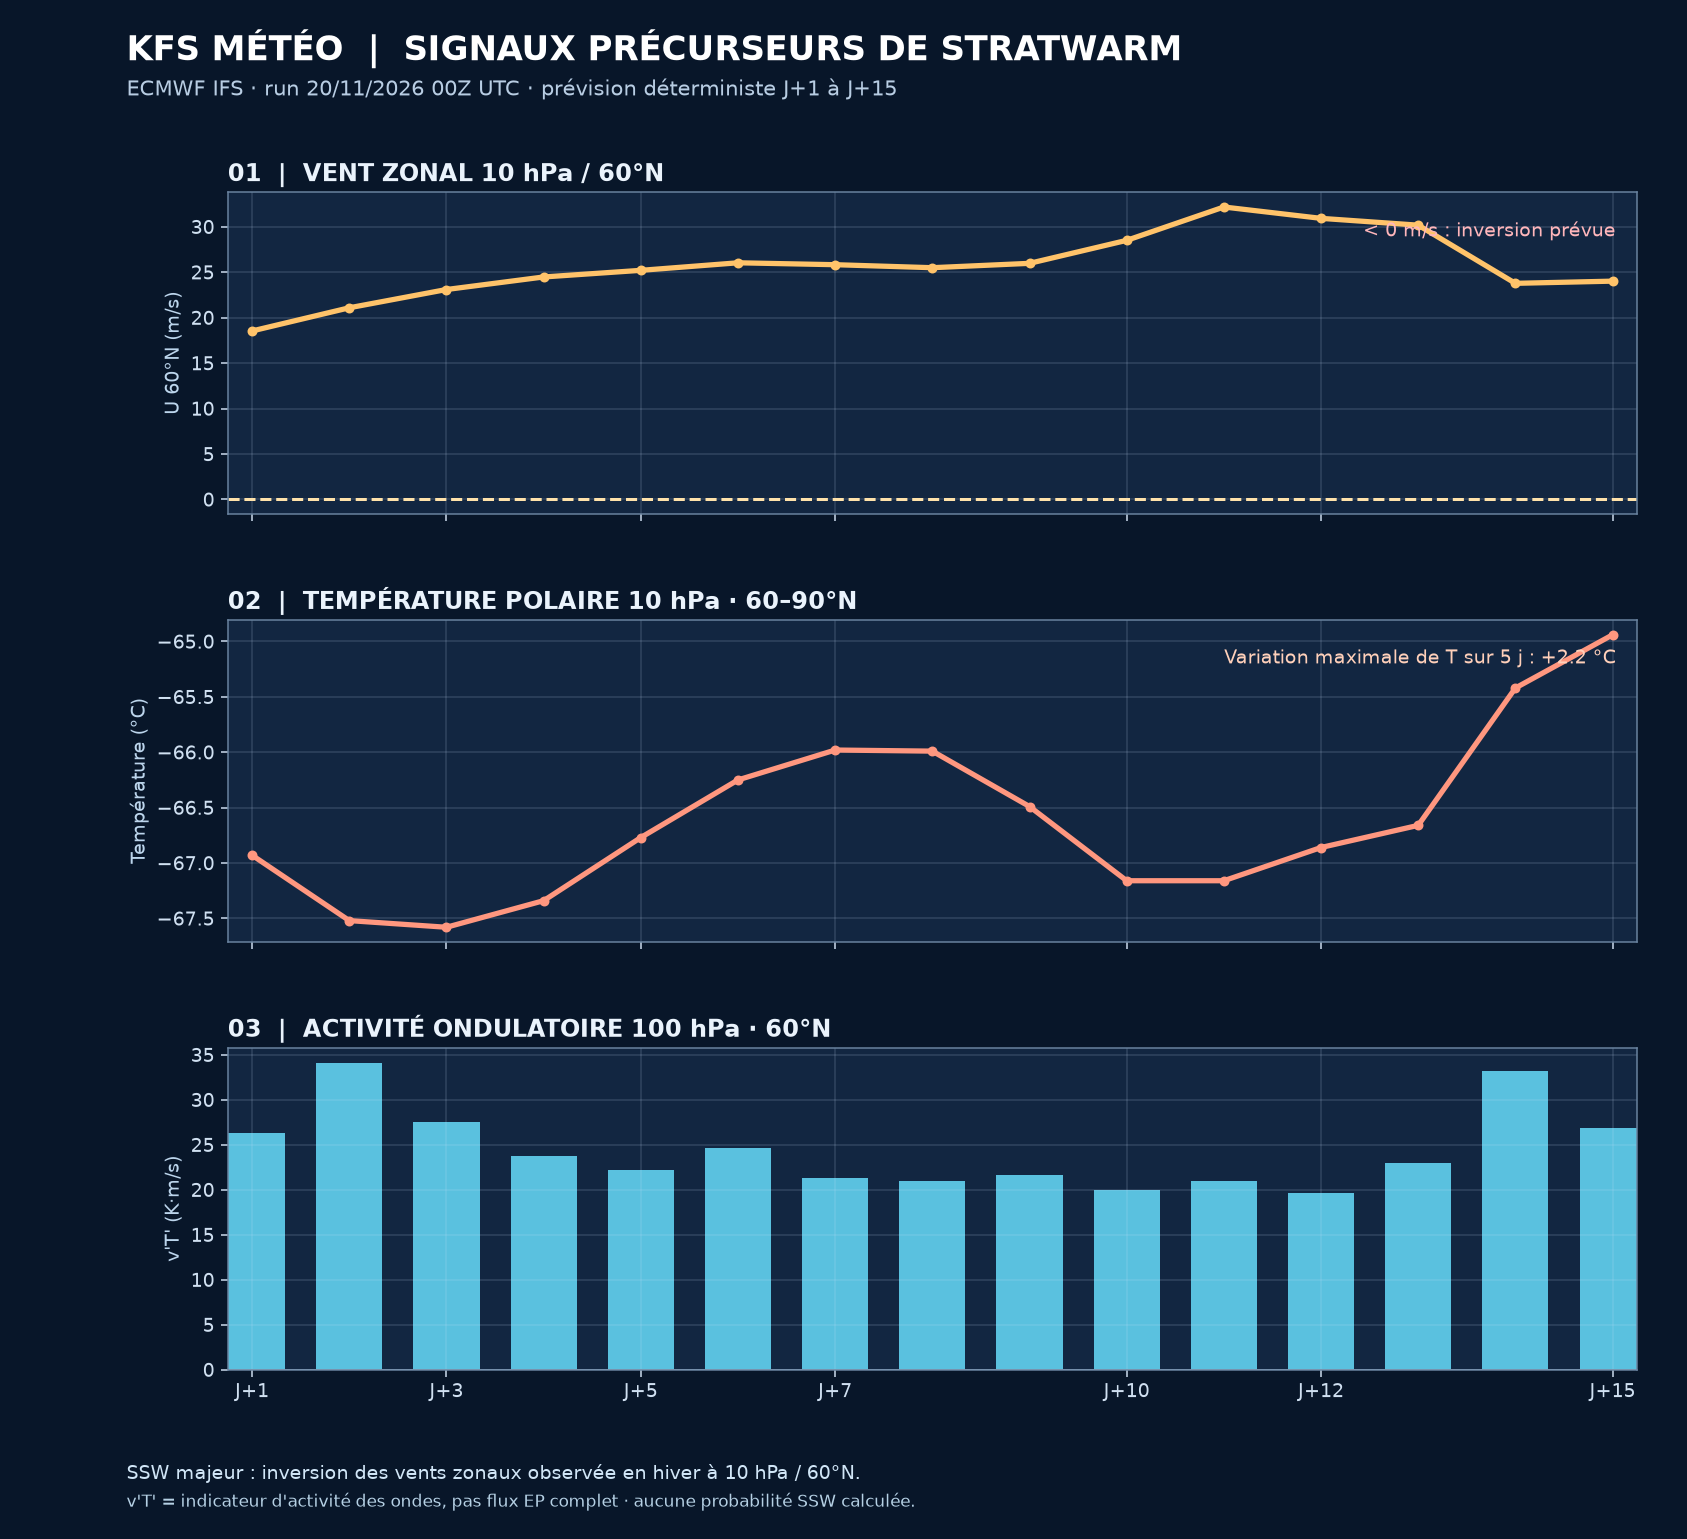 KFS MÉTÉO | SIGNAUX PRÉCURSEURS DE STRATWARM
ECMWF IFS · run 20/11/2026 00Z UTC · prévision déterministe J+1 à J+15
01 | VENT ZONAL 10 hPa / 60°N
U 60°N (m/s)
30
25
20
15
10
5
0
< 0 m/s : inversion prévue
02 | TEMPÉRATURE POLAIRE 10 hPa · 60–90°N
Température (°C)
−65.0
−65.5
−66.0
−66.5
−67.0
−67.5
Variation maximale de T sur 5 j : +2.2 °C
03 | ACTIVITÉ ONDULATOIRE 100 hPa · 60°N
v'T' (K·m/s)
35
30
25
20
15
10
5
0
J+1 J+3 J+5 J+7 J+10 J+12 J+15
SSW majeur : inversion des vents zonaux observée en hiver à 10 hPa / 60°N.
v'T' = indicateur d'activité des ondes, pas flux EP complet · aucune probabilité SSW calculée.